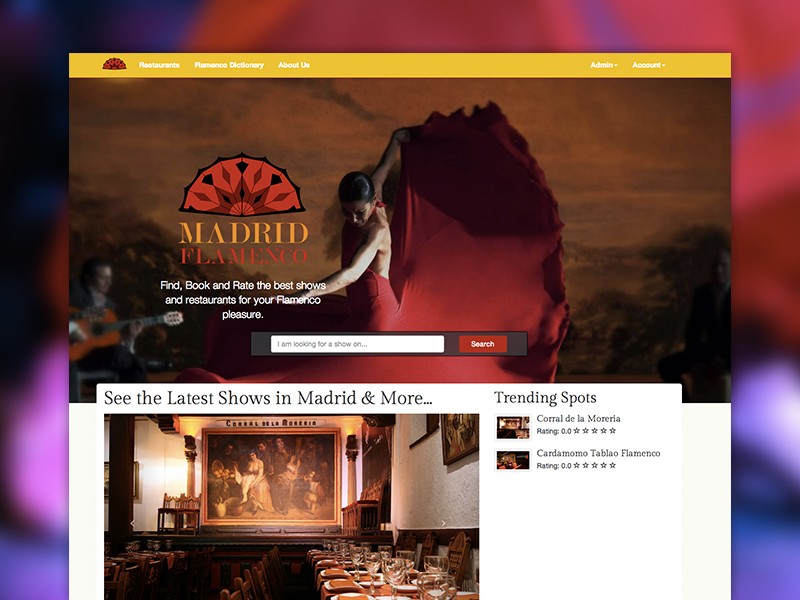 Restaurants Flamenco Dictionary About Us Admin Account
MADRID
FLAMENCO
Find, Book and Rate the best shows
and restaurants for your Flamenco
pleasure.
I am looking for a show on... Search
See the Latest Shows in Madrid & More...
Trending Spots
Corral de la Morería
Rating: 0.0
Cardamomo Tablao Flamenco
Rating: 0.0
CORRAL DE LA MORERIA